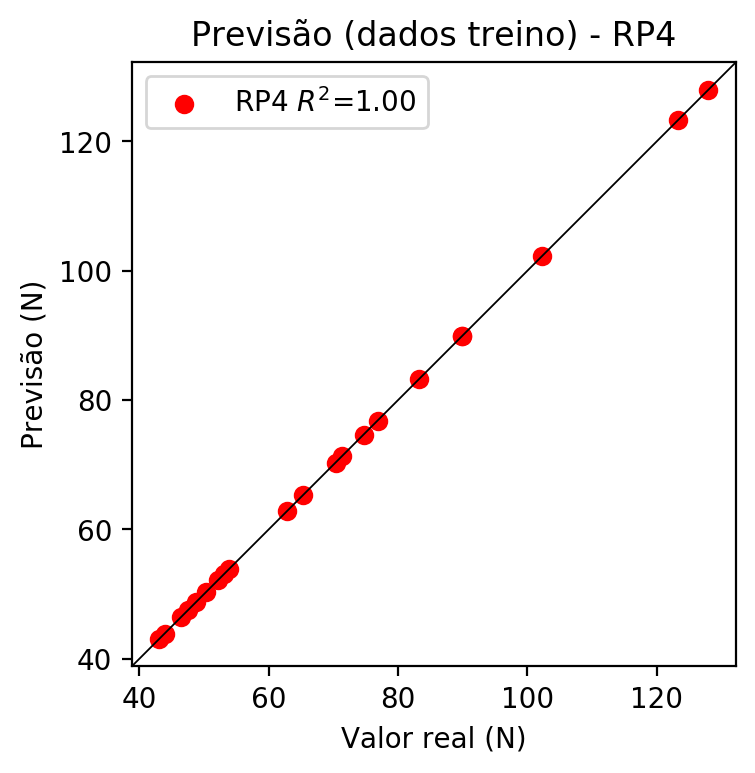 Previsão (dados treino) - RP4
RP4 R²=1.00
120
100
80
60
40
Previsão (N)
40 60 80 100 120
Valor real (N)